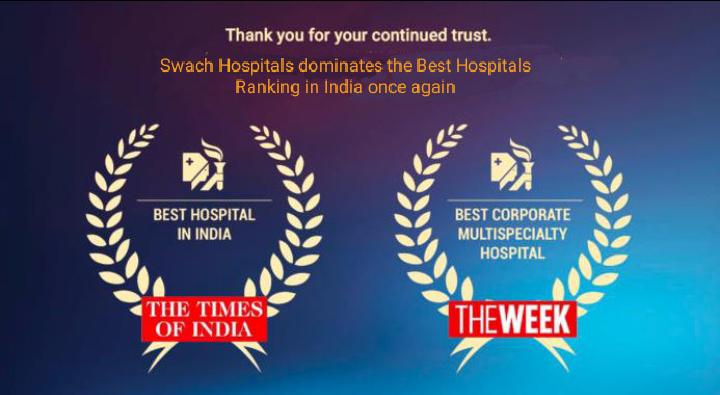 Thank you for your continued trust.
Swach Hospitals dominates the Best Hospitals
Ranking in India once again
BEST HOSPITAL
IN INDIA
THE TIMES
OF INDIA
BEST CORPORATE
MULTISPECIALTY
HOSPITAL
THEWEEK